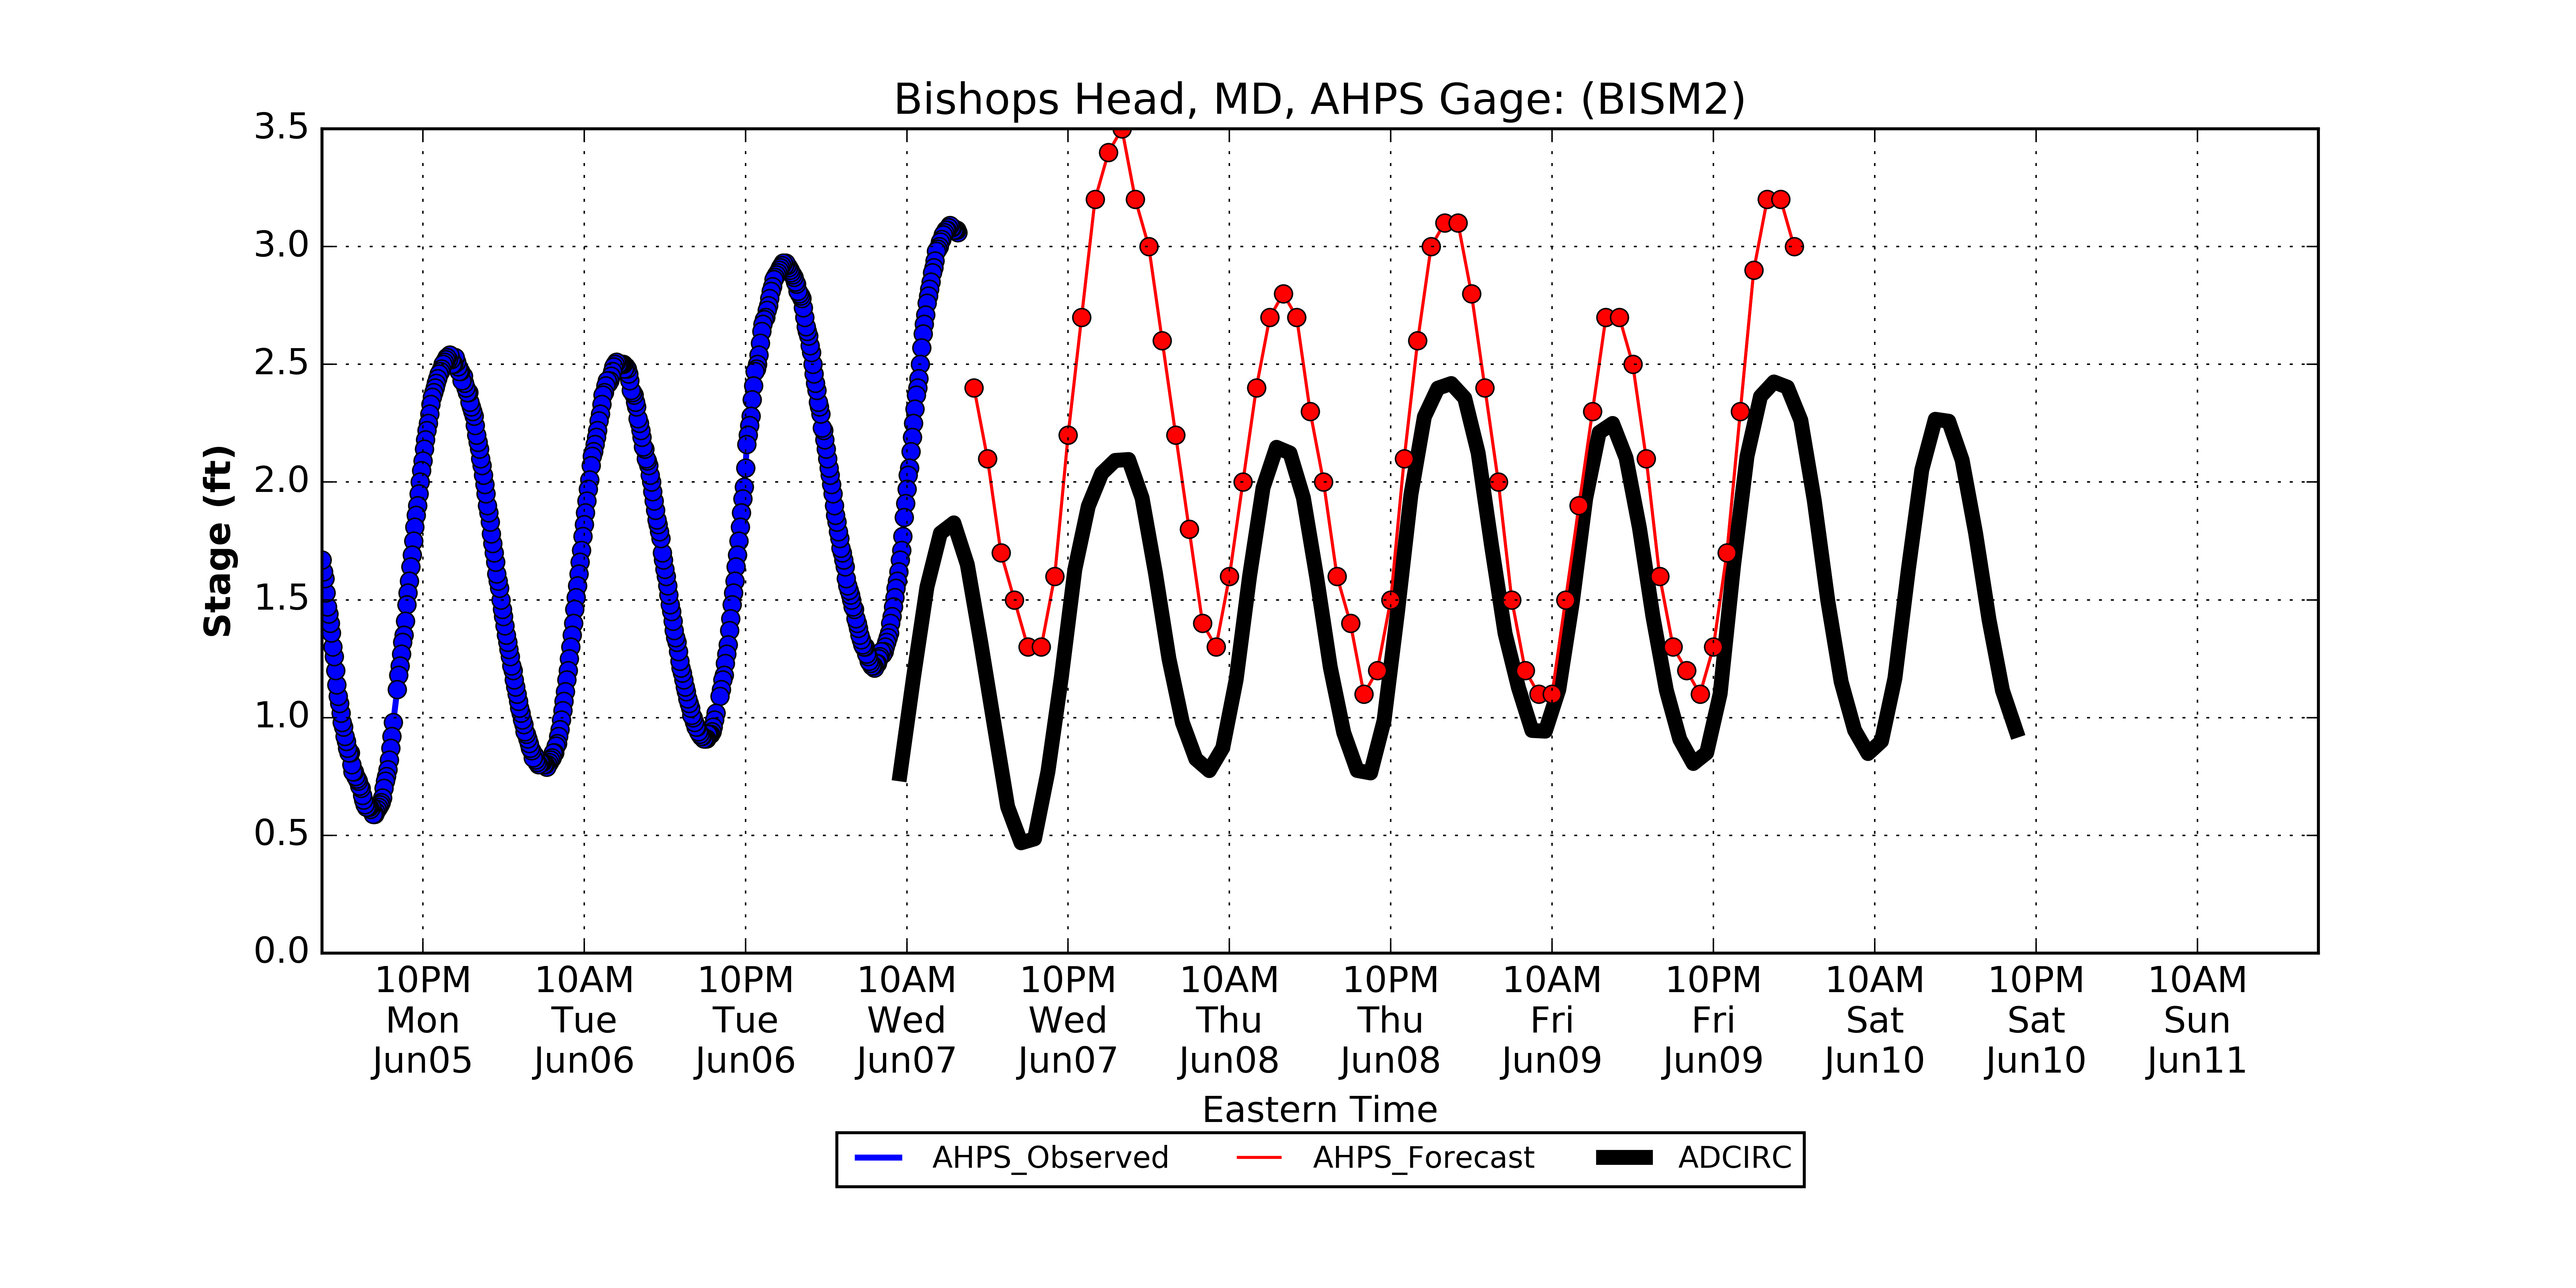 Bishops Head, MD, AHPS Gage: (BISM2)
Stage (ft)
3.5
3.0
2.5
2.0
1.5
1.0
0.5
0.0
10PM 10AM 10PM 10AM 10PM 10AM 10PM 10AM 10PM 10AM 10PM 10AM
Mon Tue Tue Wed Wed Thu Thu Fri Fri Sat Sat Sun
Jun05 Jun06 Jun06 Jun07 Jun07 Jun08 Jun08 Jun09 Jun09 Jun10 Jun10 Jun11
Eastern Time
AHPS_Observed AHPS_Forecast ADCIRC